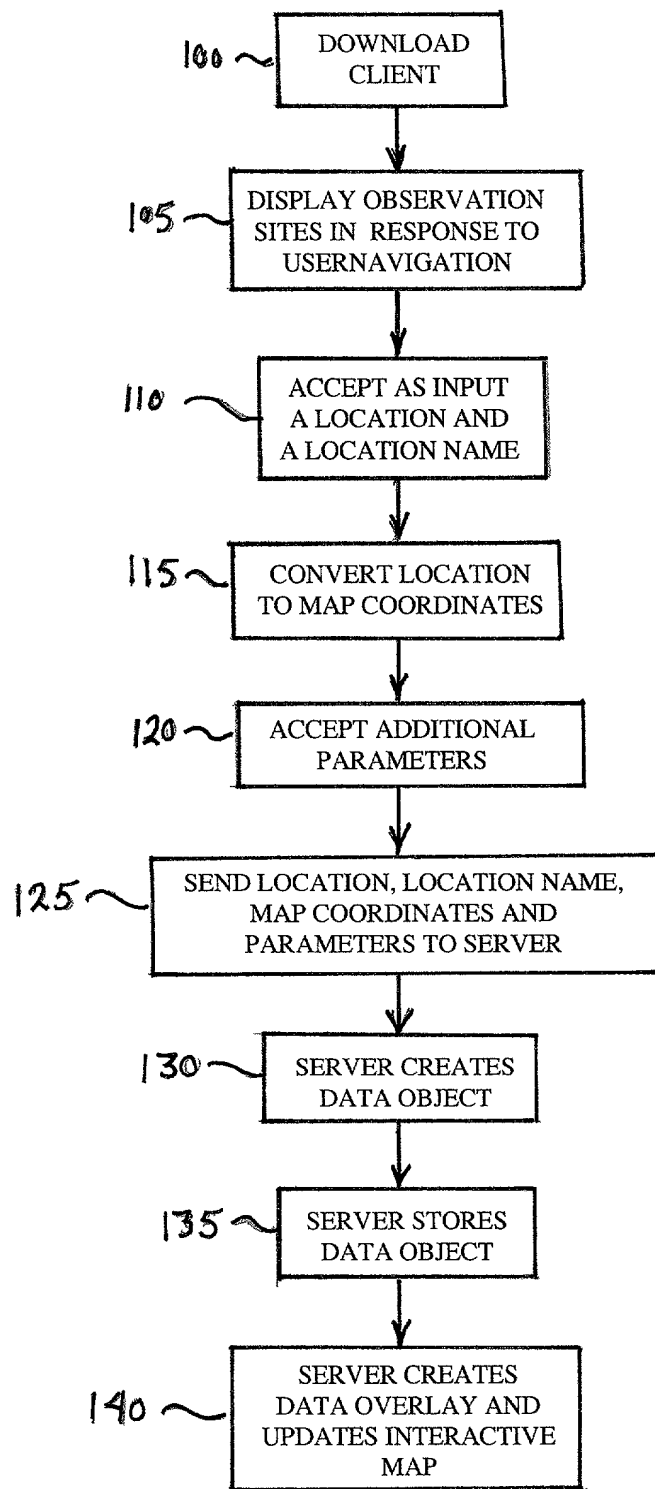 100
DOWNLOAD
CLIENT
105
DISPLAY OBSERVATION
SITES IN RESPONSE TO
USERNAVIGATION
110
ACCEPT AS INPUT
A LOCATION AND
A LOCATION NAME
115
CONVERT LOCATION
TO MAP COORDINATES
120
ACCEPT ADDITIONAL
PARAMETERS
125
SEND LOCATION, LOCATION NAME,
MAP COORDINATES AND
PARAMETERS TO SERVER
130
SERVER CREATES
DATA OBJECT
135
SERVER STORES
DATA OBJECT
140
SERVER CREATES
DATA OVERLAY AND
UPDATES INTERACTIVE
MAP